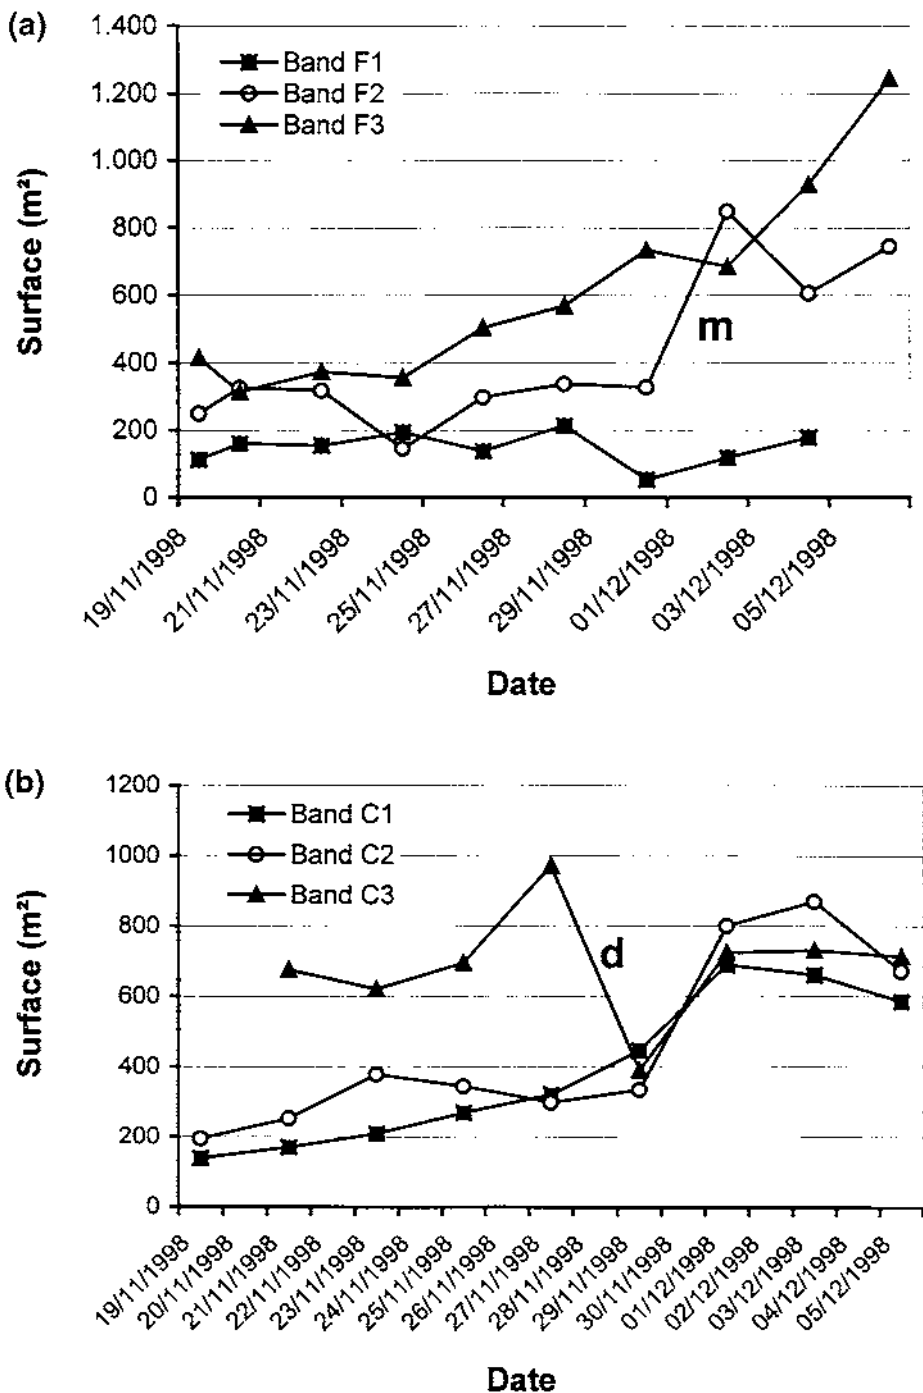 (a)
1.400
1.200
1.000
800
600
400
200
0
Surface (m²)
Band F1
Band F2
Band F3
m
19/11/1998
21/11/1998
23/11/1998
25/11/1998
27/11/1998
29/11/1998
01/12/1998
03/12/1998
05/12/1998
Date
(b)
1200
1000
800
600
400
200
0
Surface (m²)
Band C1
Band C2
Band C3
d
19/11/1998
20/11/1998
21/11/1998
22/11/1998
23/11/1998
24/11/1998
25/11/1998
26/11/1998
27/11/1998
28/11/1998
29/11/1998
30/11/1998
01/12/1998
02/12/1998
03/12/1998
04/12/1998
05/12/1998
Date